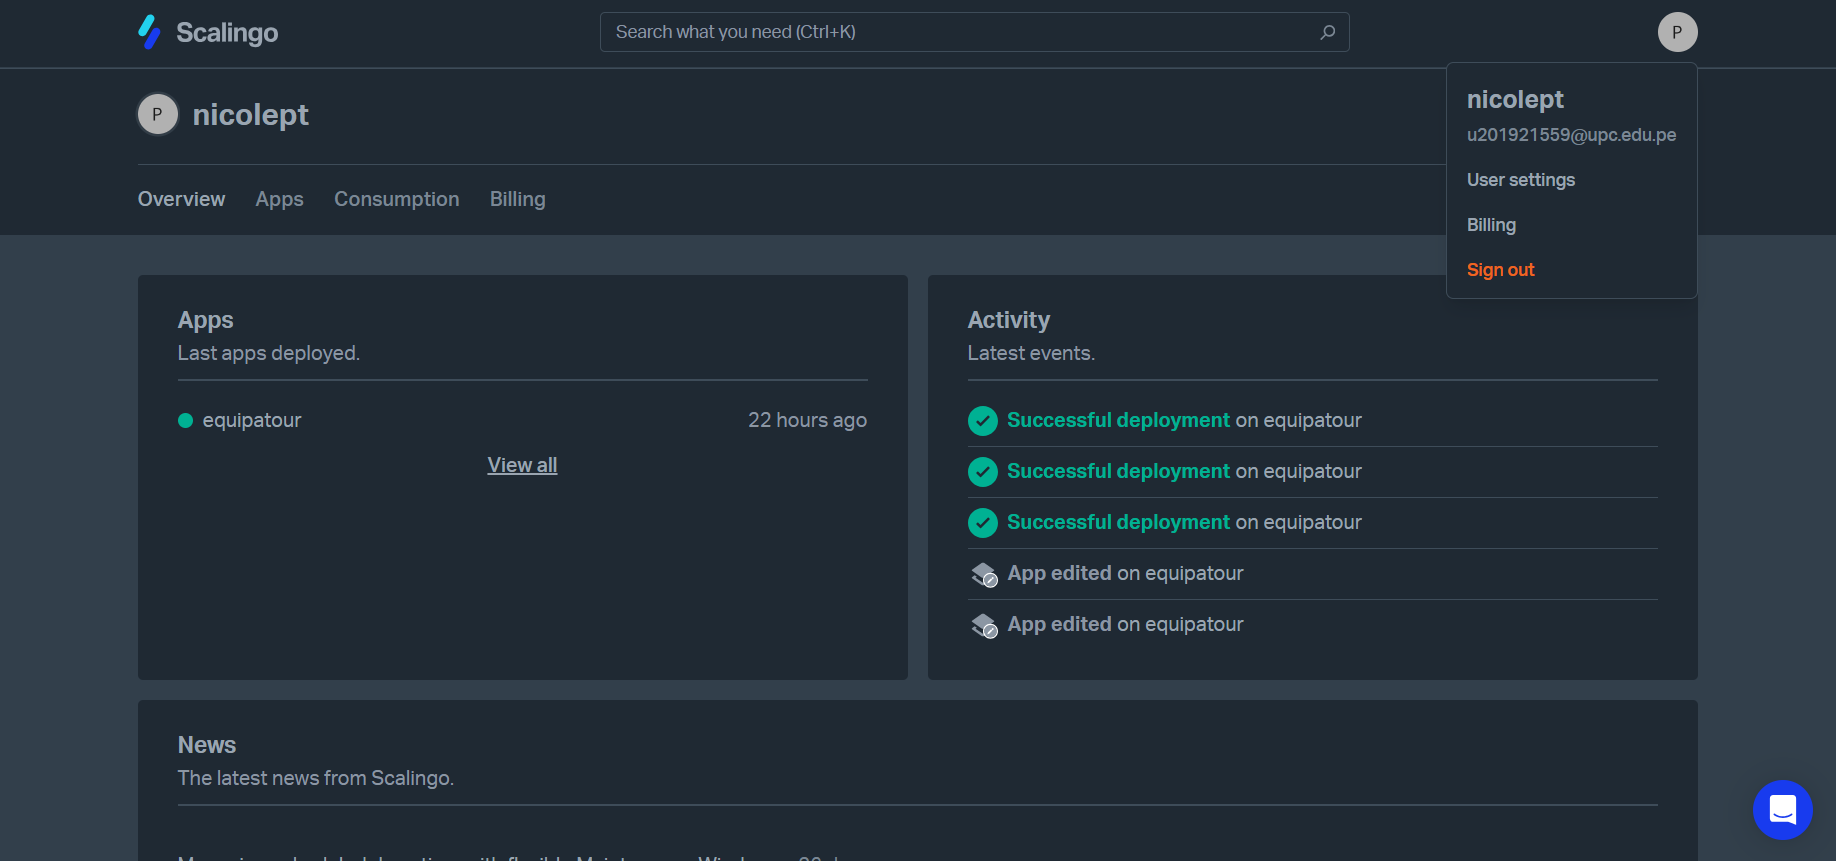 Scalingo
Search what you need (Ctrl+K)
P
P
nicolept
nicolept
u201921559@upc.edu.pe
User settings
Billing
Sign out
Overview
Apps
Consumption
Billing
Apps
Last apps deployed.
equipatour
22 hours ago
View all
Activity
Latest events.
Successful deployment on equipatour
Successful deployment on equipatour
Successful deployment on equipatour
App edited on equipatour
App edited on equipatour
News
The latest news from Scalingo.